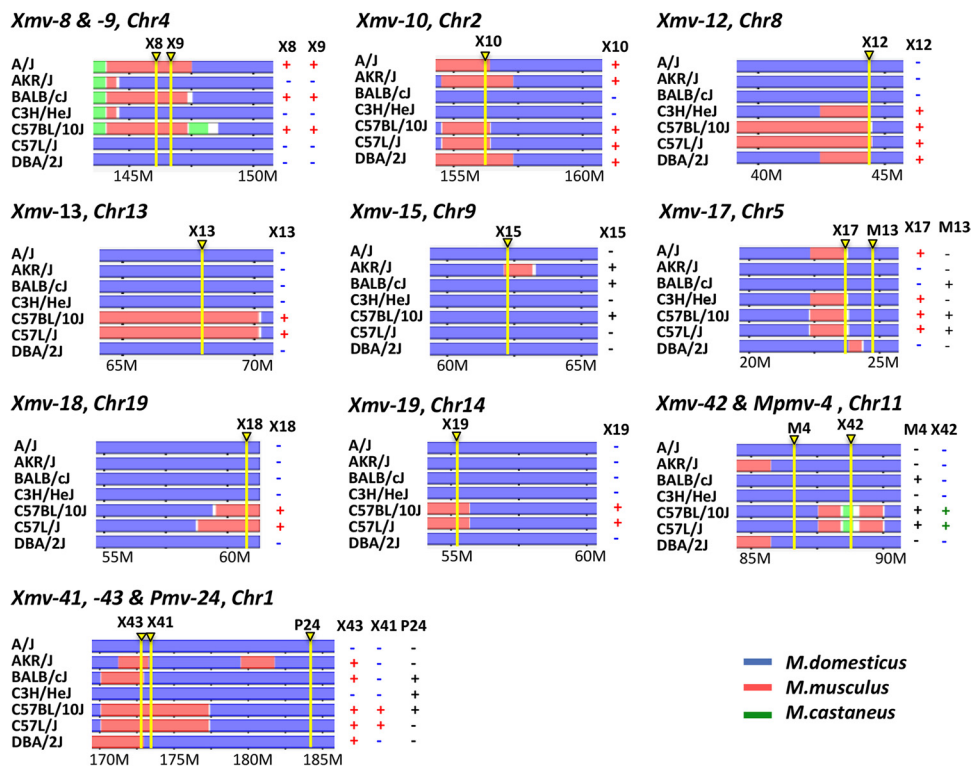 Xmv-8 & -9, Chr4
X8 X9 X8 X9
A/J + +
AKR/J - -
BALB/cJ + +
C3H/HeJ - -
C57BL/10J + +
C57L/J - -
DBA/2J - -
145M 150M
Xmv-10, Chr2
X10 X10
A/J +
AKR/J +
BALB/cJ -
C3H/HeJ -
C57BL/10J +
C57L/J +
DBA/2J +
155M 160M
Xmv-12, Chr8
X12 X12
A/J -
AKR/J -
BALB/cJ -
C3H/HeJ +
C57BL/10J +
C57L/J +
DBA/2J +
40M 45M
Xmv-13, Chr13
X13 X13
A/J -
AKR/J -
BALB/cJ -
C3H/HeJ -
C57BL/10J +
C57L/J +
DBA/2J -
65M 70M
Xmv-15, Chr9
X15 X15
A/J -
AKR/J +
BALB/cJ +
C3H/HeJ -
C57BL/10J +
C57L/J -
DBA/2J -
60M 65M
Xmv-17, Chr5
X17 M13 X17 M13
A/J + -
AKR/J - -
BALB/cJ - +
C3H/HeJ + -
C57BL/10J + +
C57L/J + +
DBA/2J - -
20M 25M
Xmv-18, Chr19
X18 X18
A/J -
AKR/J -
BALB/cJ -
C3H/HeJ -
C57BL/10J +
C57L/J +
DBA/2J -
55M 60M
Xmv-19, Chr14
X19 X19
A/J -
AKR/J -
BALB/cJ -
C3H/HeJ -
C57BL/10J +
C57L/J +
DBA/2J -
55M 60M
Xmv-42 & Mpmv-4 , Chr11
M4 X42 M4 X42
A/J - -
AKR/J - -
BALB/cJ + -
C3H/HeJ - -
C57BL/10J + +
C57L/J + +
DBA/2J - -
85M 90M
Xmv-41, -43 & Pmv-24, Chr1
X43 X41 P24 X43 X41 P24
A/J - - -
AKR/J + - -
BALB/cJ + - +
C3H/HeJ - - +
C57BL/10J + + +
C57L/J + + -
DBA/2J + - -
170M 175M 180M 185M
M.domesticus
M.musculus
M.castaneus